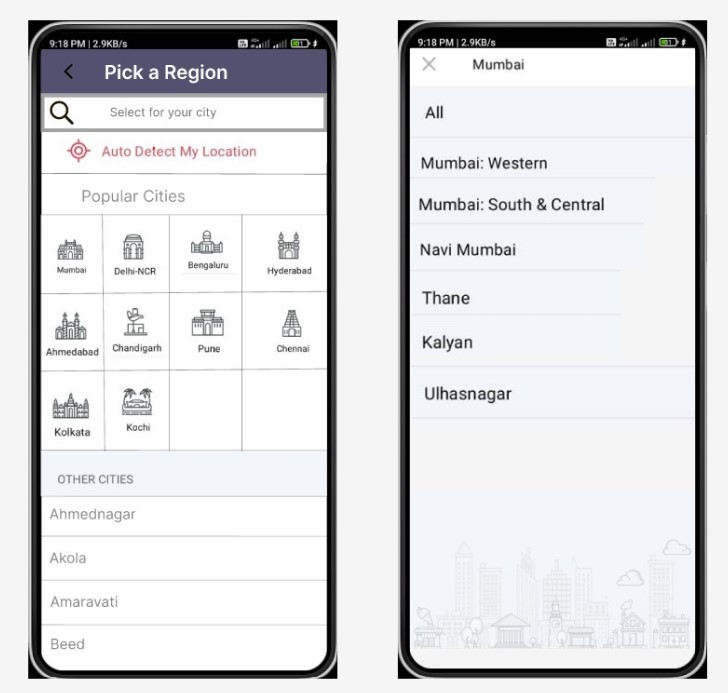 9:18 PM | 2.9KB/s
Pick a Region
Select for your city
Auto Detect My Location
Popular Cities
Mumbai
Delhi-NCR
Bengaluru
Hyderabad
Ahmedabad
Chandigarh
Pune
Chennai
Kolkata
Kochi
OTHER CITIES
Ahmednagar
Akola
Amaravati
Beed
9:18 PM | 2.9KB/s
Mumbai
All
Mumbai: Western
Mumbai: South & Central
Navi Mumbai
Thane
Kalyan
Ulhasnagar